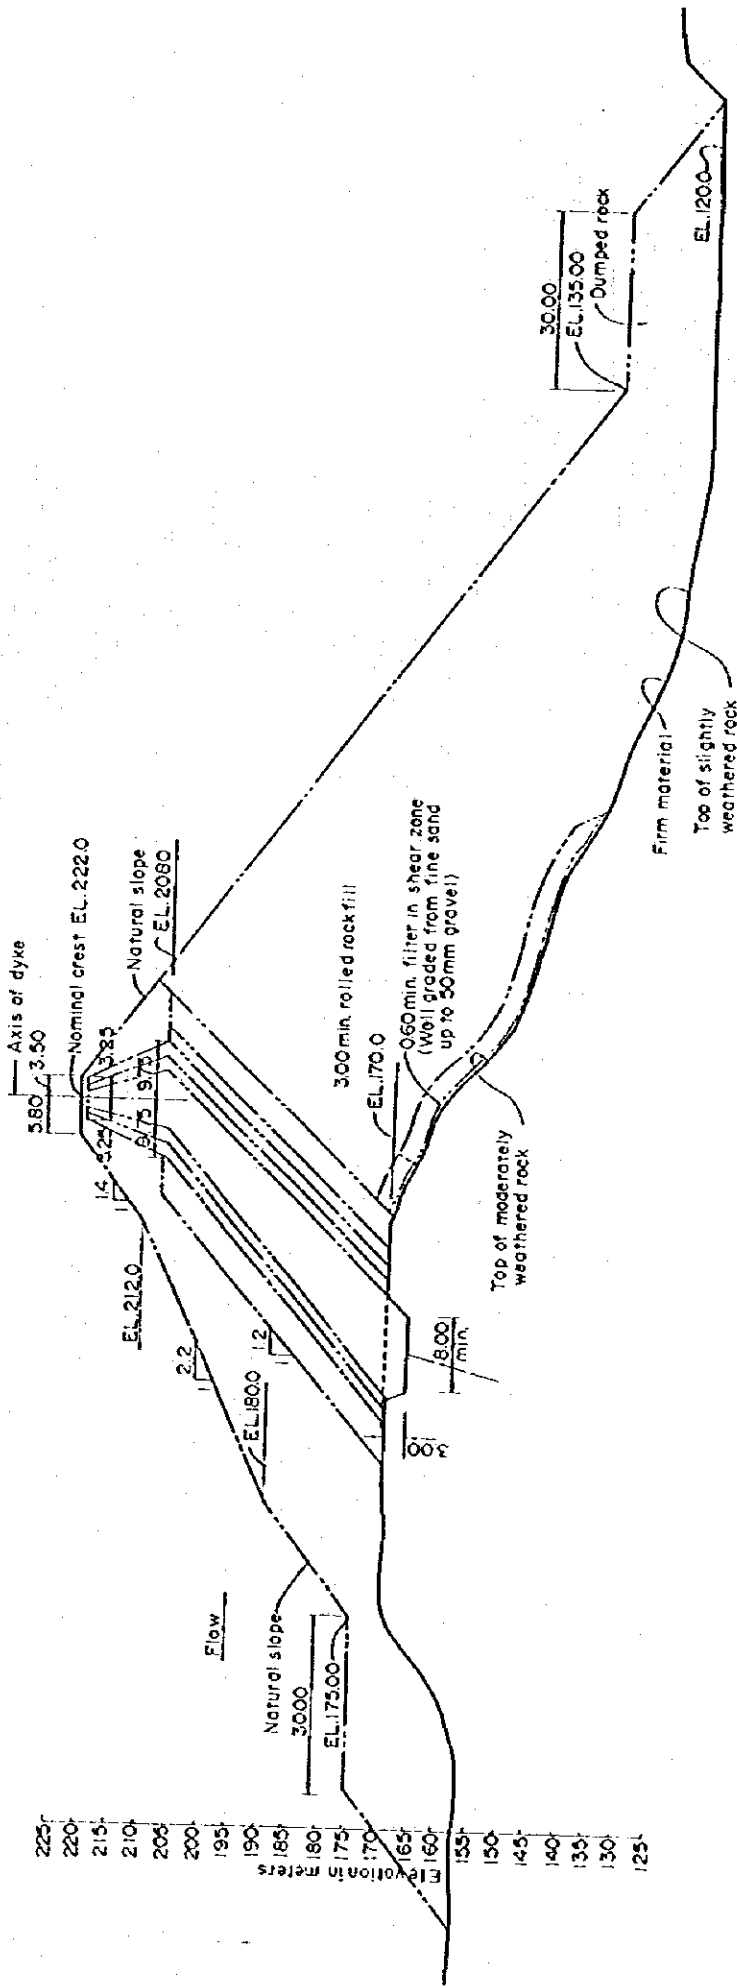 Axis of dyke
5.80 3.50
Nominal crest EL.222.0
Natural slope
EL.2080
3.25
9.75
9.75
1.4
1
EL.212.0
2.2
1
1.2
1
EL.180.0
Flow
Natural slope
30.00
EL.175.00
3.00
8.00
min.
3.00 min. rolled rock fill
EL.170.0
0.60 min. filter in shear zone
(Well graded from fine sand
up to 50mm gravel)
Top of moderately
weathered rock
Firm material
Top of slightly
weathered rock
30.00
EL.135.00
Dumped rock
EL.120.0
Elevation in meters
225
220
215
210
205
200
195
190
185
180
175
170
165
160
155
150
145
140
135
130
125